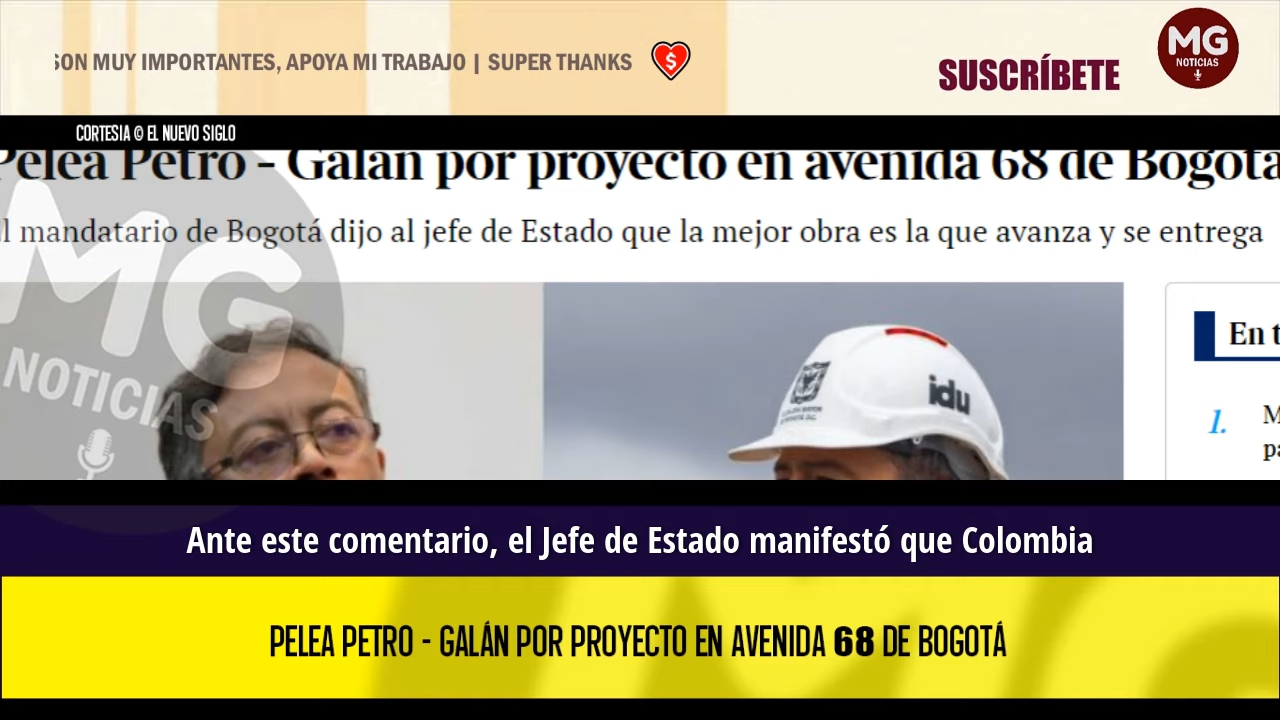 SON MUY IMPORTANTES, APOYA MI TRABAJO | SUPER THANKS
$
SUSCRÍBETE
MG
NOTICIAS
CORTESIA © EL NUEVO SIGLO
Pelea Petro - Galán por proyecto en avenida 68 de Bogotá
l mandatario de Bogotá dijo al jefe de Estado que la mejor obra es la que avanza y se entrega
MG
NOTICIAS
idu
En t
1.
M
pa
Ante este comentario, el Jefe de Estado manifestó que Colombia
PELEA PETRO - GALÁN POR PROYECTO EN AVENIDA 68 DE BOGOTÁ